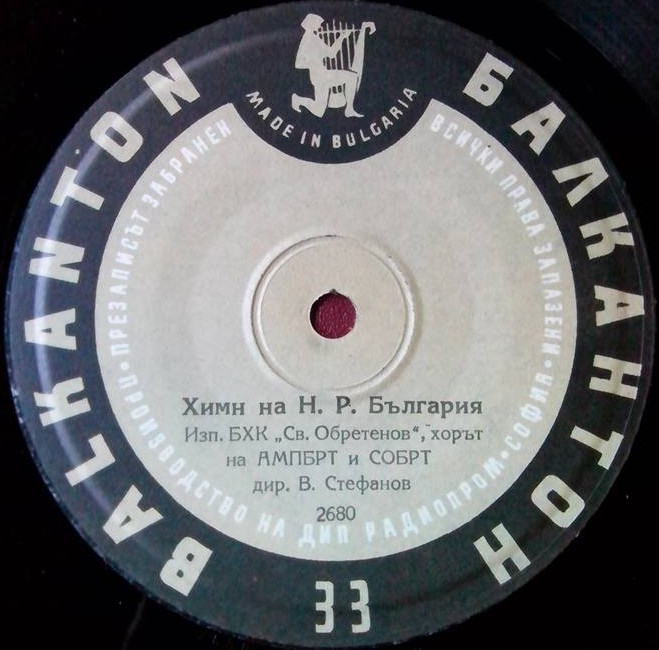 BALKANTON
БАЛКАНТОН
MADE IN BULGARIA
ПРОИЗВОДСТВО НА ДИП РАДИОПРОМ • СОФИЯ •
ВСИЧКИ ПРАВА ЗАПАЗЕНИ
• ПРЕЗАПИСЪТ ЗАБРАНЕН
Химн на Н. Р. България
Изп. БХК „Св. Обретенов", хорът
на АМПБРТ и СОБРТ
дир. В. Стефанов
2680
33